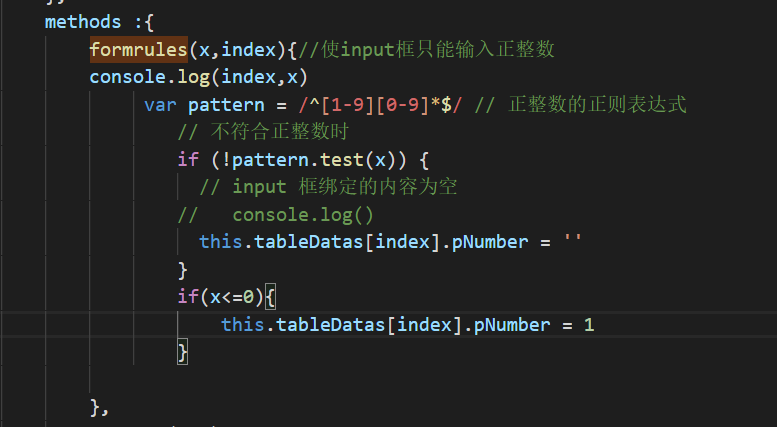 methods :{
formrules(x,index){//使input框只能输入正整数
console.log(index,x)
var pattern = /^[1-9][0-9]*$/ // 正整数的正则表达式
// 不符合正整数时
if (!pattern.test(x)) {
// input 框绑定的内容为空
//   console.log()
this.tableDatas[index].pNumber = ''
}
if(x<=0){
this.tableDatas[index].pNumber = 1
}
},